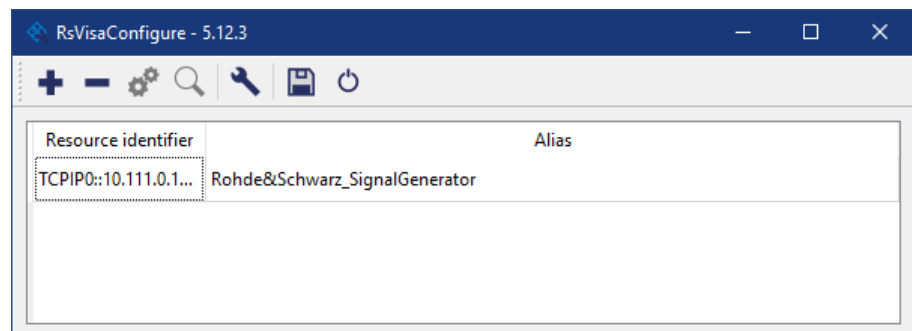 RsVisaConfigure - 5.12.3
Resource identifier Alias
TCPIP0::10.111.0.1... Rohde&Schwarz_SignalGenerator